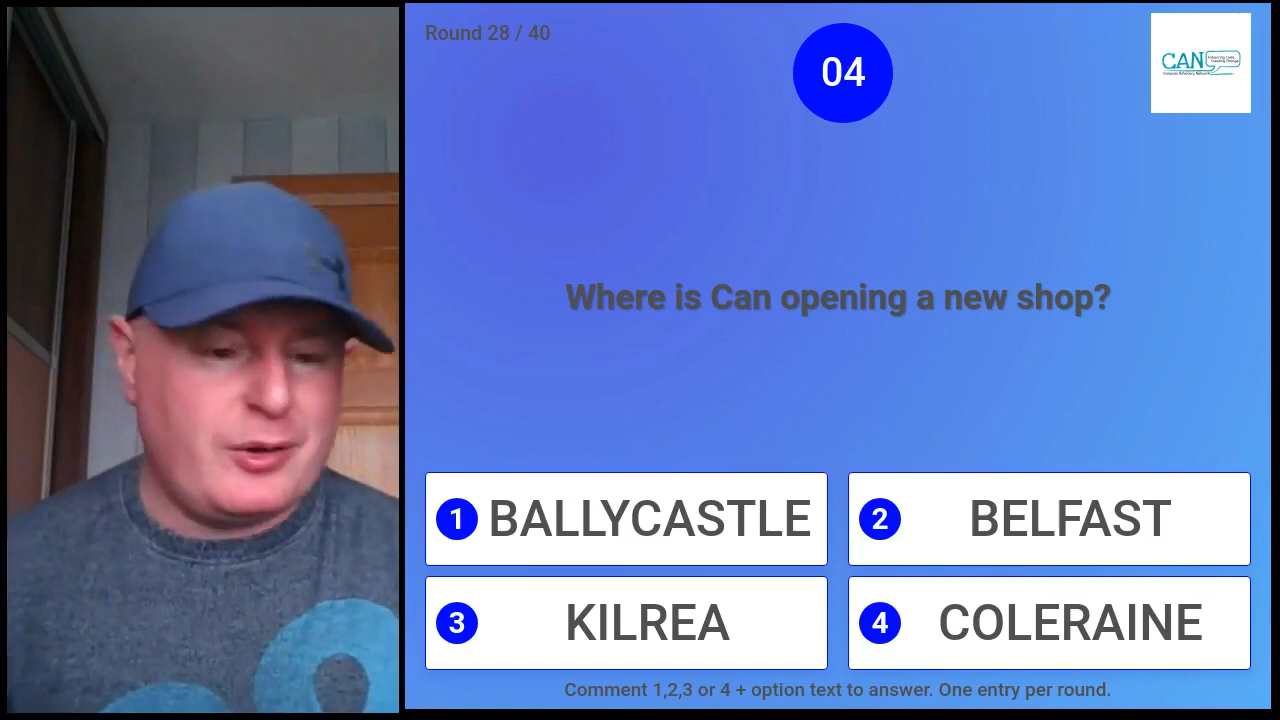 Round 28 / 40
04
CAN
Where is Can opening a new shop?
1 BALLYCASTLE
2 BELFAST
3 KILREA
4 COLERAINE
Comment 1,2,3 or 4 + option text to answer. One entry per round.